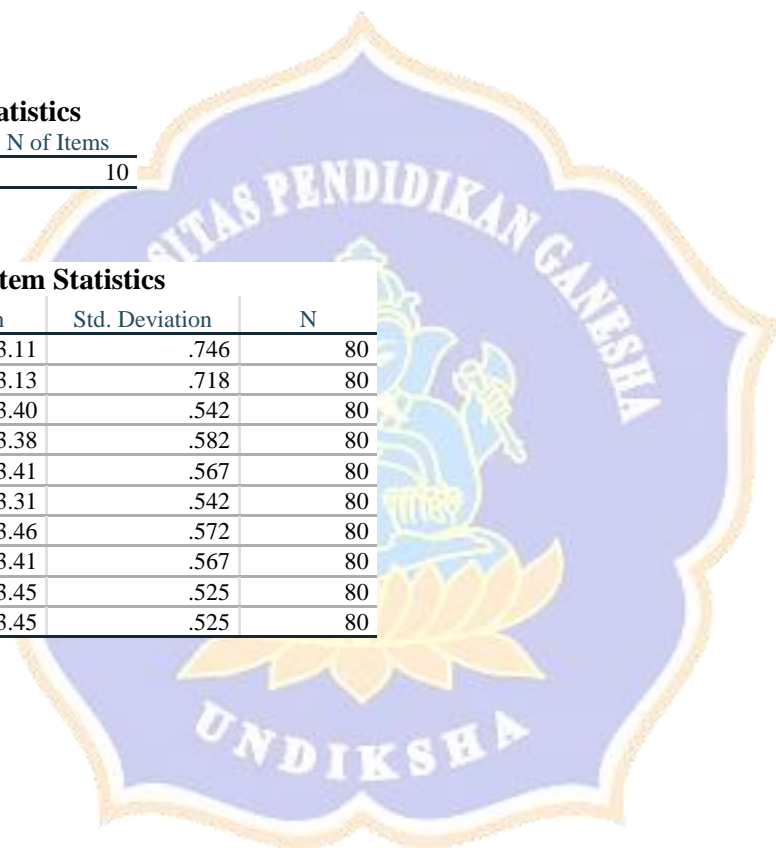 atistics
N of Items
10
SITAS PENDIDIKAN GANESHA
tem Statistics
n Std. Deviation N
3.11 .746 80
3.13 .718 80
3.40 .542 80
3.38 .582 80
3.41 .567 80
3.31 .542 80
3.46 .572 80
3.41 .567 80
3.45 .525 80
3.45 .525 80
UNDIKSHA